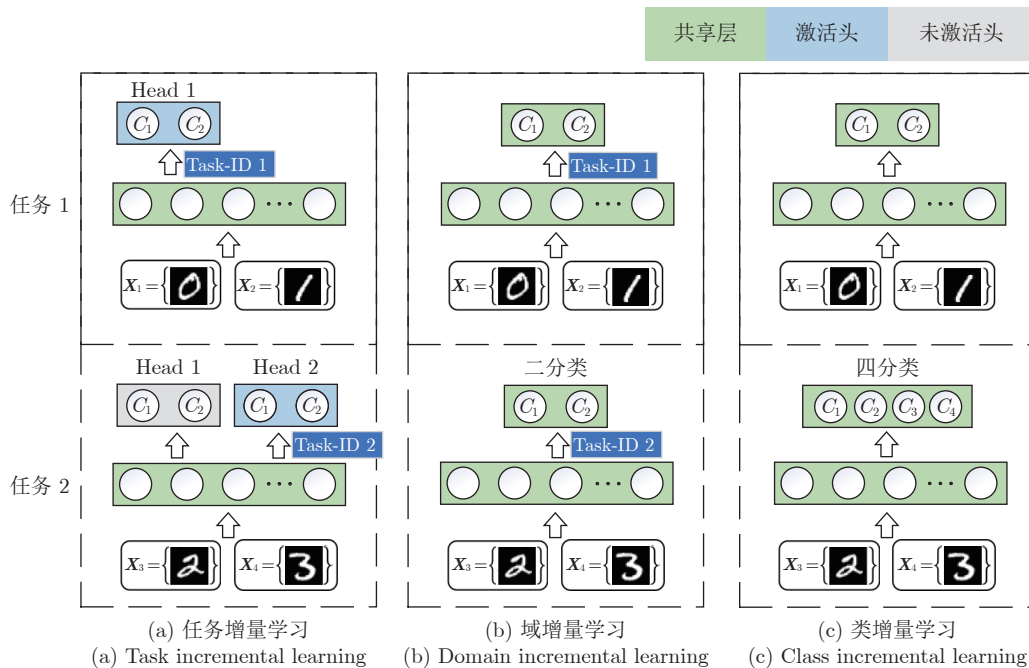 共享层 激活头 未激活头
Head 1
C₁ C₂
Task-ID 1
X₁={0} X₂={1}
C₁ C₂
Task-ID 1
X₁={0} X₂={1}
C₁ C₂
X₁={0} X₂={1}
任务 1
Head 1 Head 2
C₁ C₂ C₁ C₂
Task-ID 2
X₃={2} X₄={3}
二分类
C₁ C₂
Task-ID 2
X₃={2} X₄={3}
四分类
C₁ C₂ C₃ C₄
X₃={2} X₄={3}
任务 2
(a) 任务增量学习
(a) Task incremental learning
(b) 域增量学习
(b) Domain incremental learning
(c) 类增量学习
(c) Class incremental learning